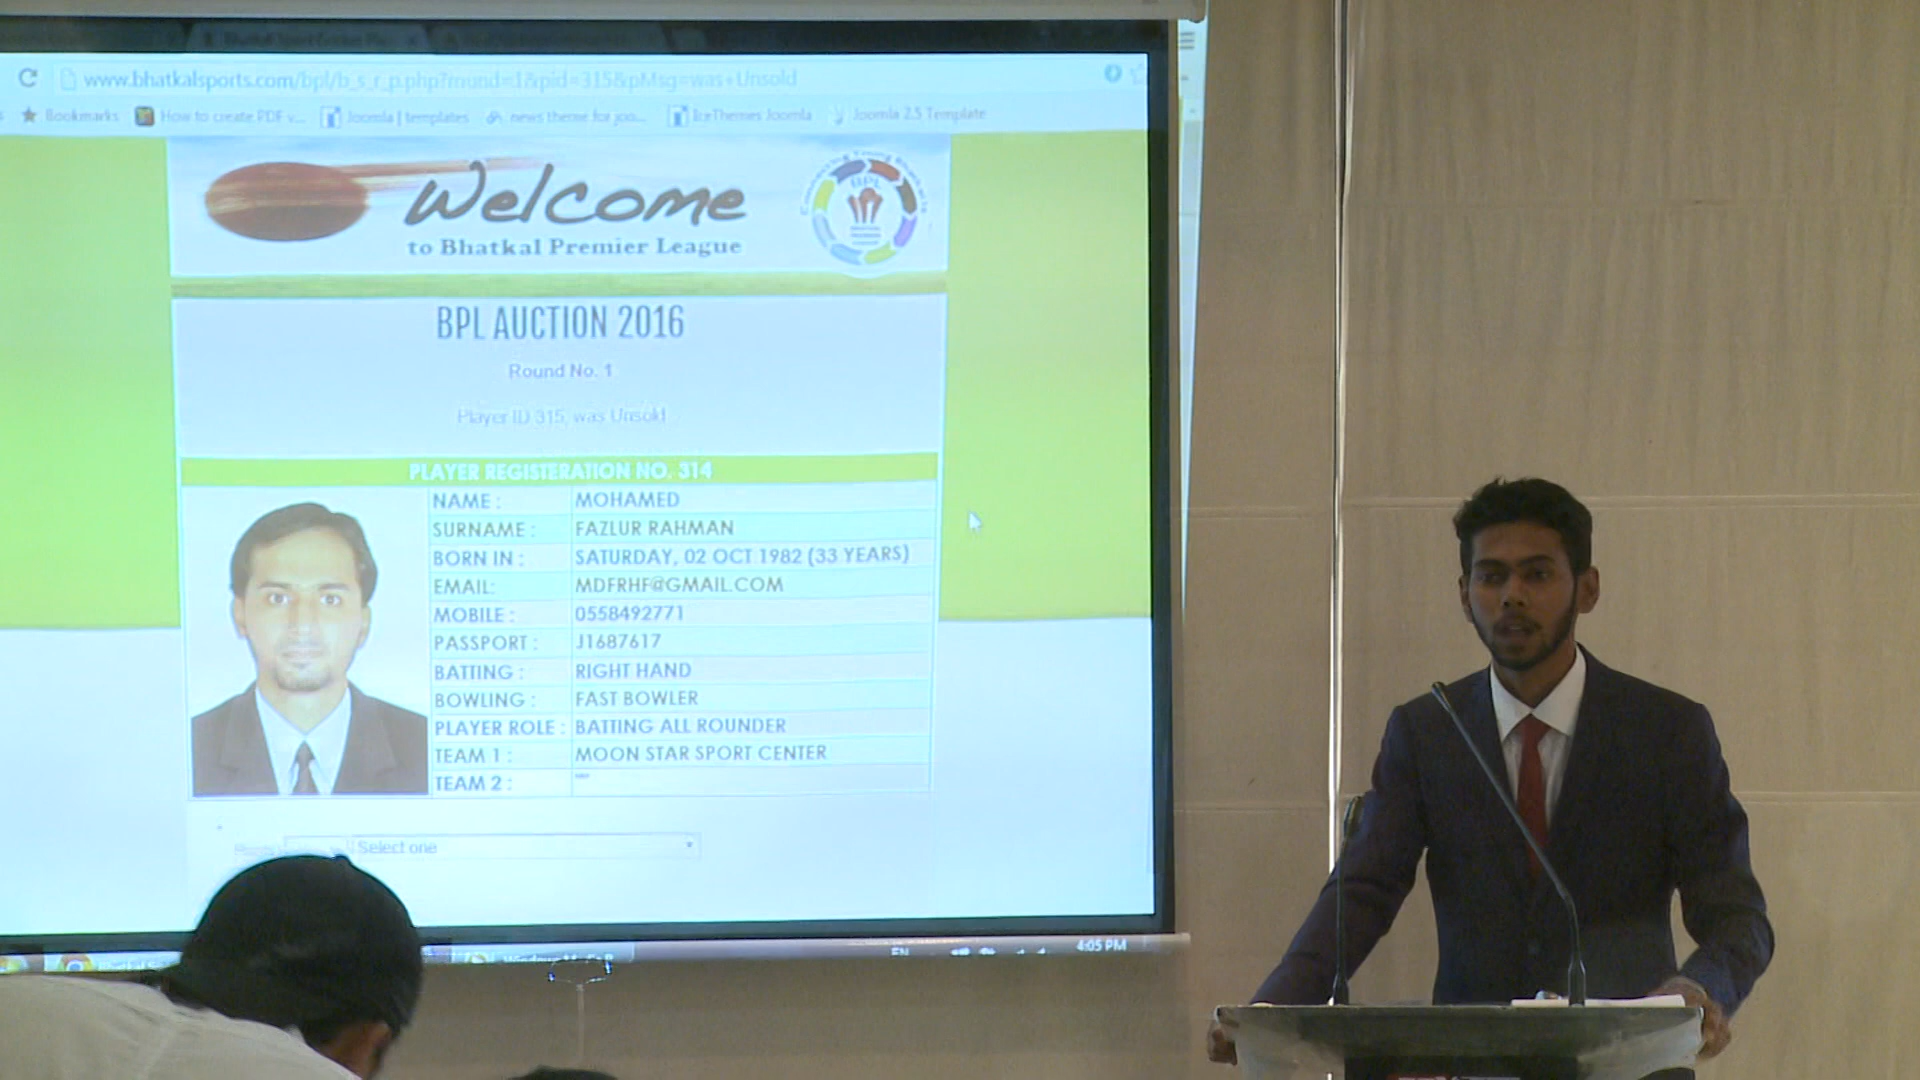 www.bhatkalsports.com/bpl/b_s_r_p.php?round=1&pid=315&pMsg=was+Unsold
Bookmarks How to create PDF v... Joomla | templates news theme for joo... IceThemes Joomla Joomla 2.5 Template
Welcome
to Bhatkal Premier League
BPL
BPL AUCTION 2016
Round No. 1
Player ID 315, was Unsold
PLAYER REGISTERATION NO. 314
NAME : MOHAMED
SURNAME : FAZLUR RAHMAN
BORN IN : SATURDAY, 02 OCT 1982 (33 YEARS)
EMAIL: MDFRHF@GMAIL.COM
MOBILE : 0558492771
PASSPORT : J1687617
BATTING : RIGHT HAND
BOWLING : FAST BOWLER
PLAYER ROLE : BATTING ALL ROUNDER
TEAM 1 : MOON STAR SPORT CENTER
TEAM 2 : ---
Select one
EN 4:05 PM